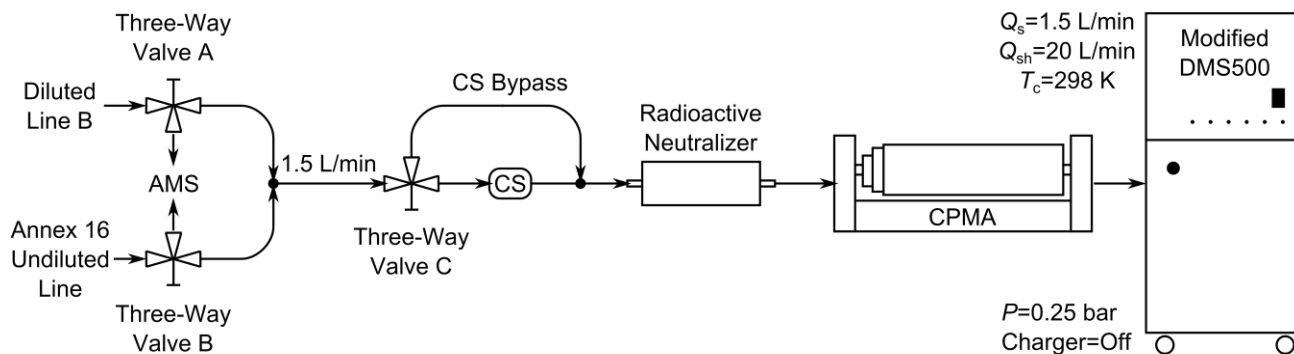 Three-Way
Valve A
Diluted
Line B
AMS
Annex 16
Undiluted
Line
Three-Way
Valve B
1.5 L/min
CS Bypass
CS
Three-Way
Valve C
Radioactive
Neutralizer
CPMA
Qs=1.5 L/min
Qsh=20 L/min
Tc=298 K
Modified
DMS500
P=0.25 bar
Charger=Off